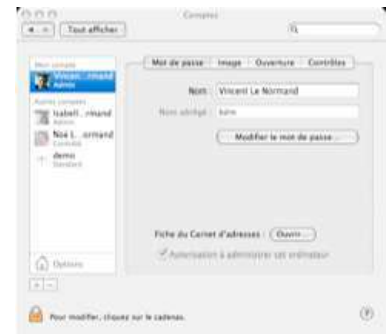 Comptes
Tout afficher
Mot de passe Image Ouverture Contrôles
Mon compte
Vincen...rmand
Admin
Autres comptes
Isabell...rmand
Admin
Noé L...ormand
Contrôlé
demo
Standard
Options
Nom : Vincent Le Normand
Nom abrégé :
Modifier le mot de passe...
Fiche du Carnet d'adresses : Ouvrir...
Autorisation à administrer cet ordinateur
Pour modifier, cliquez sur le cadenas.